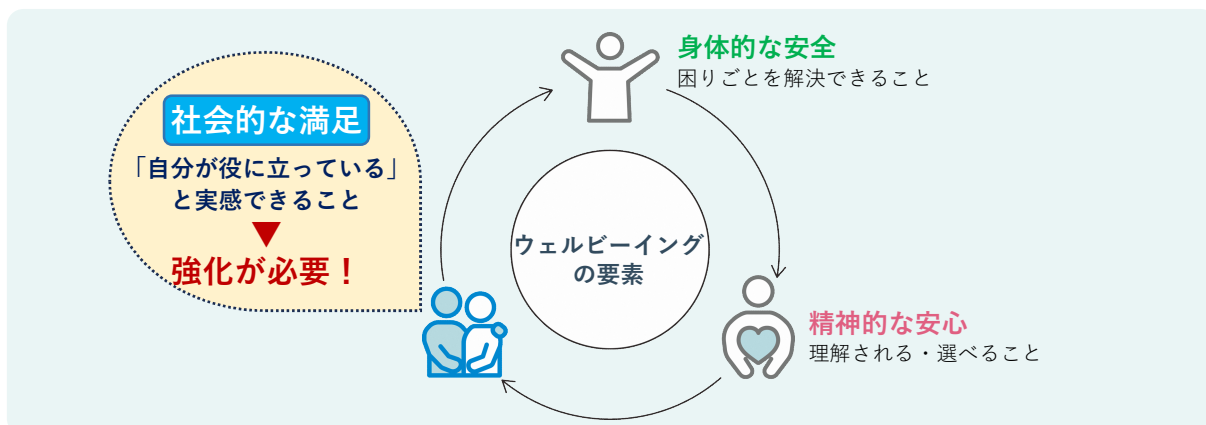 身体的な安全
困りごとを解決できること
社会的な満足
「自分が役に立っている」
と実感できること
▼
強化が必要！
ウェルビーイング
の要素
精神的な安心
理解される・選べること